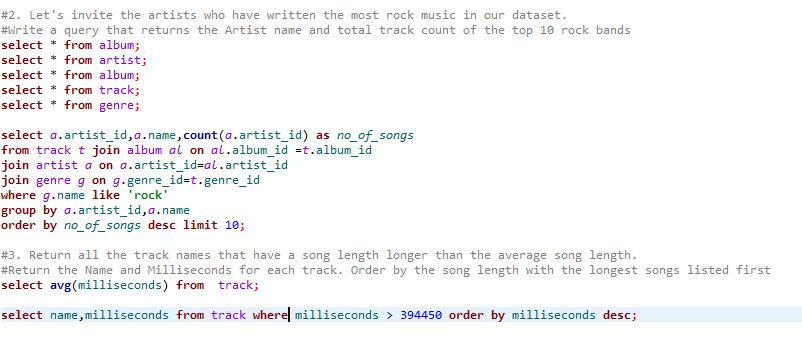 #2. Let's invite the artists who have written the most rock music in our dataset.
#Write a query that returns the Artist name and total track count of the top 10 rock bands
select * from album;
select * from artist;
select * from album;
select * from track;
select * from genre;
select a.artist_id,a.name,count(a.artist_id) as no_of_songs
from track t join album al on al.album_id =t.album_id
join artist a on a.artist_id=al.artist_id
join genre g on g.genre_id=t.genre_id
where g.name like 'rock'
group by a.artist_id,a.name
order by no_of_songs desc limit 10;
#3. Return all the track names that have a song length longer than the average song length.
#Return the Name and Milliseconds for each track. Order by the song length with the longest songs listed first
select avg(milliseconds) from  track;
select name,milliseconds from track where milliseconds > 394450 order by milliseconds desc;